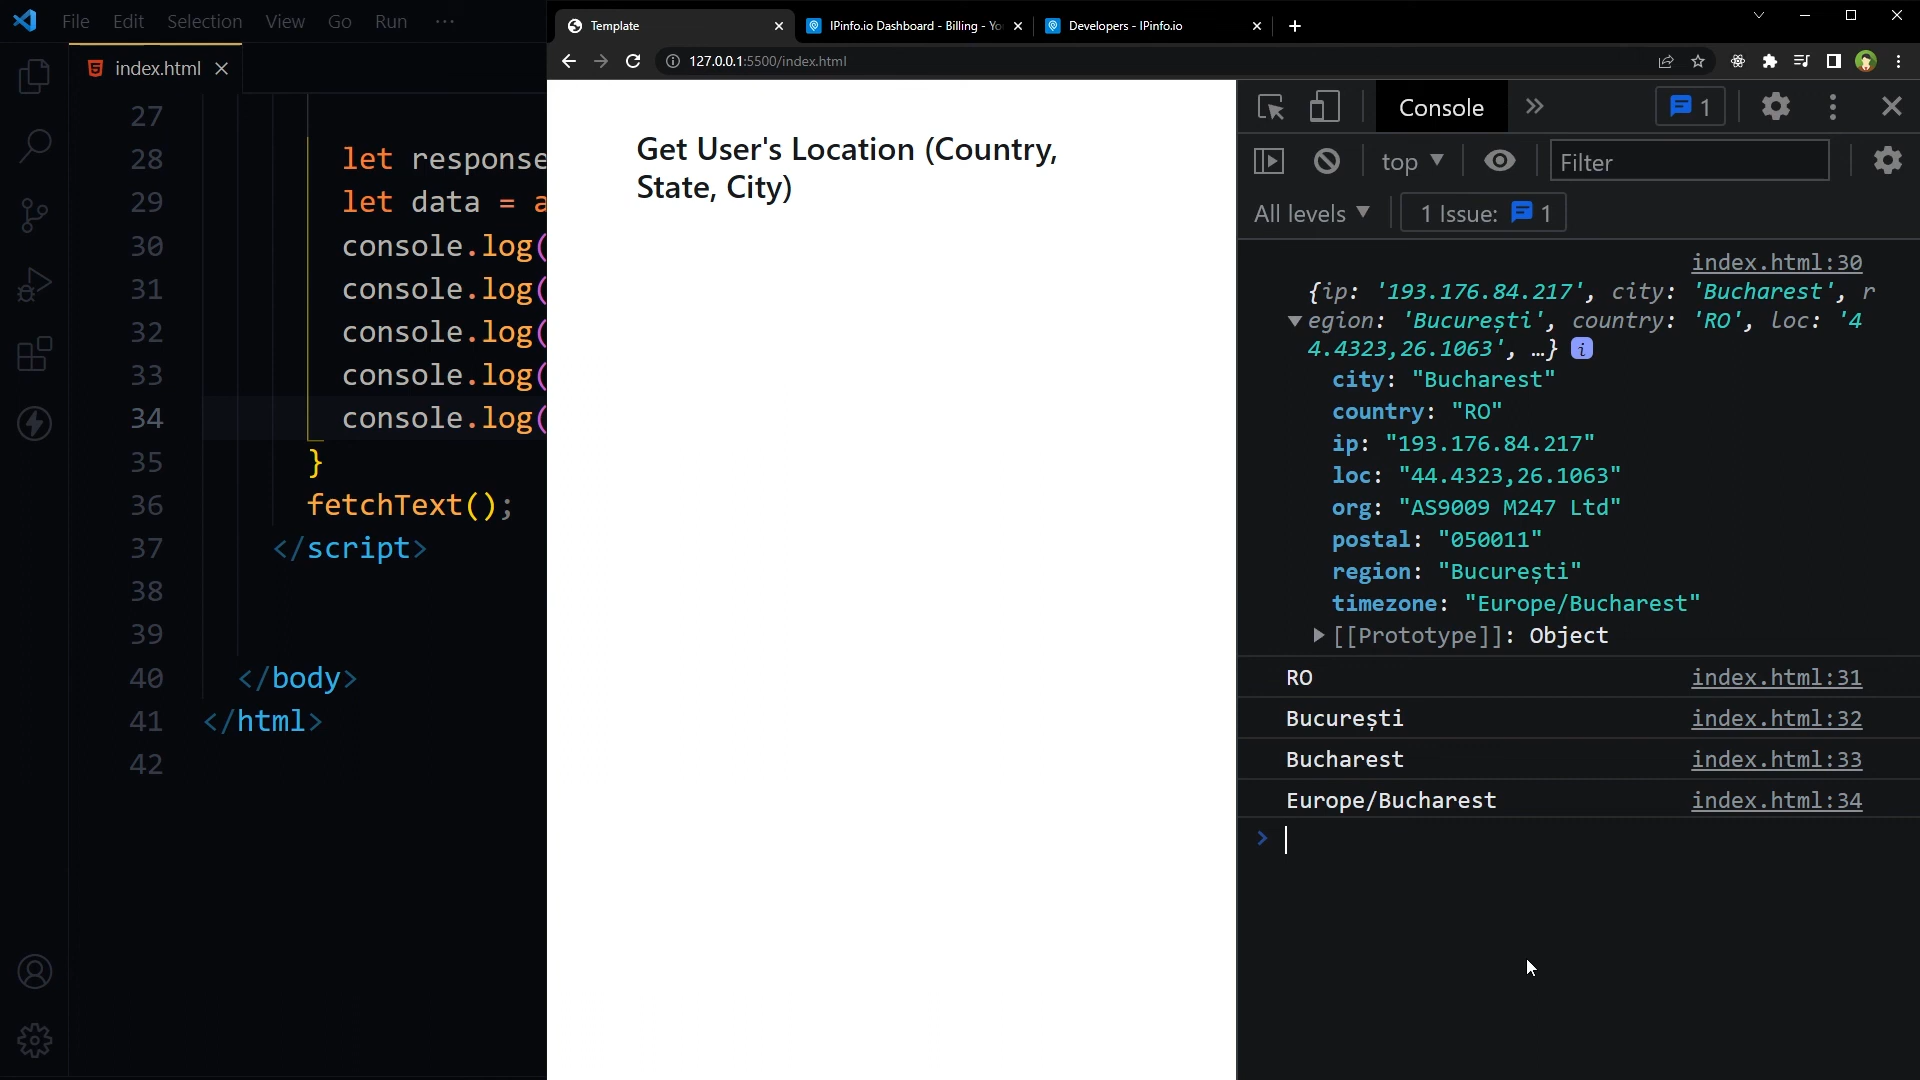 File Edit Selection View Go Run ···
index.html
27
28 let response
29 let data = a
30 console.log(
31 console.log(
32 console.log(
33 console.log(
34 console.log(
35 }
36 fetchText();
37 </script>
38
39
40 </body>
41 </html>
42
Template
IPinfo.io Dashboard - Billing - Yo
Developers - IPinfo.io
127.0.0.1:5500/index.html
Get User's Location (Country,
State, City)
Console
1
top
Filter
All levels
1 Issue: 1
index.html:30
{ip: '193.176.84.217', city: 'Bucharest', r
egion: 'București', country: 'RO', loc: '4
4.4323,26.1063', …}
city: "Bucharest"
country: "RO"
ip: "193.176.84.217"
loc: "44.4323,26.1063"
org: "AS9009 M247 Ltd"
postal: "050011"
region: "București"
timezone: "Europe/Bucharest"
[[Prototype]]: Object
RO index.html:31
București index.html:32
Bucharest index.html:33
Europe/Bucharest index.html:34